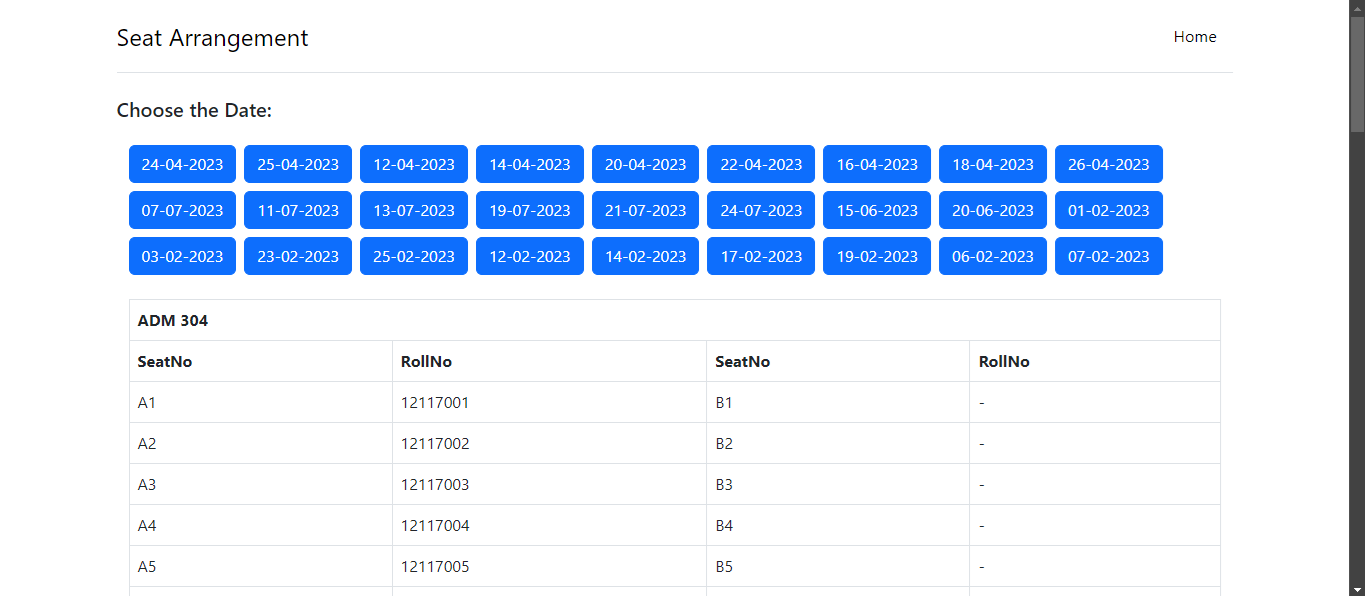 Seat Arrangement Home
Choose the Date:
24-04-2023 25-04-2023 12-04-2023 14-04-2023 20-04-2023 22-04-2023 16-04-2023 18-04-2023 26-04-2023
07-07-2023 11-07-2023 13-07-2023 19-07-2023 21-07-2023 24-07-2023 15-06-2023 20-06-2023 01-02-2023
03-02-2023 23-02-2023 25-02-2023 12-02-2023 14-02-2023 17-02-2023 19-02-2023 06-02-2023 07-02-2023
ADM 304
SeatNo RollNo SeatNo RollNo
A1 12117001 B1 -
A2 12117002 B2 -
A3 12117003 B3 -
A4 12117004 B4 -
A5 12117005 B5 -